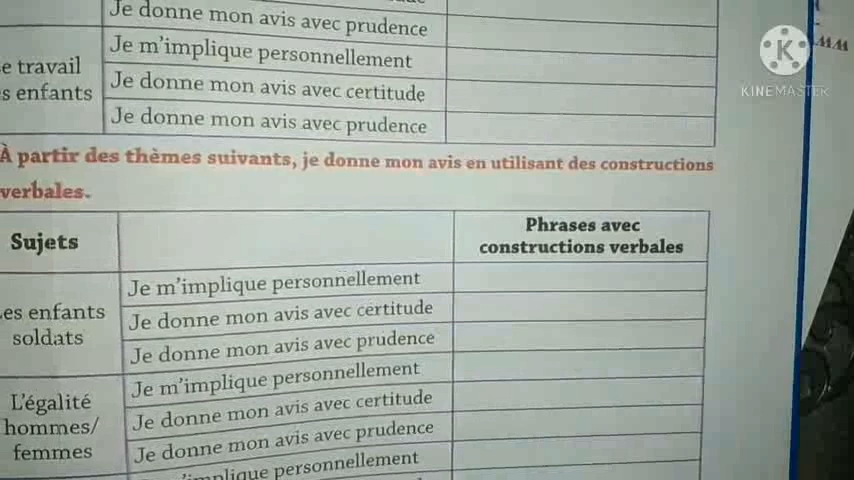 Je donne mon avis avec prudence
Je m'implique personnellement
e travail
s enfants
Je donne mon avis avec certitude
Je donne mon avis avec prudence
À partir des thèmes suivants, je donne mon avis en utilisant des constructions
verbales.
Sujets
Phrases avec
constructions verbales
es enfants
soldats
Je m'implique personnellement
Je donne mon avis avec certitude
Je donne mon avis avec prudence
L'égalité
hommes/
femmes
Je m'implique personnellement
Je donne mon avis avec certitude
Je donne mon avis avec prudence
implique personnellement
KINEMASTER